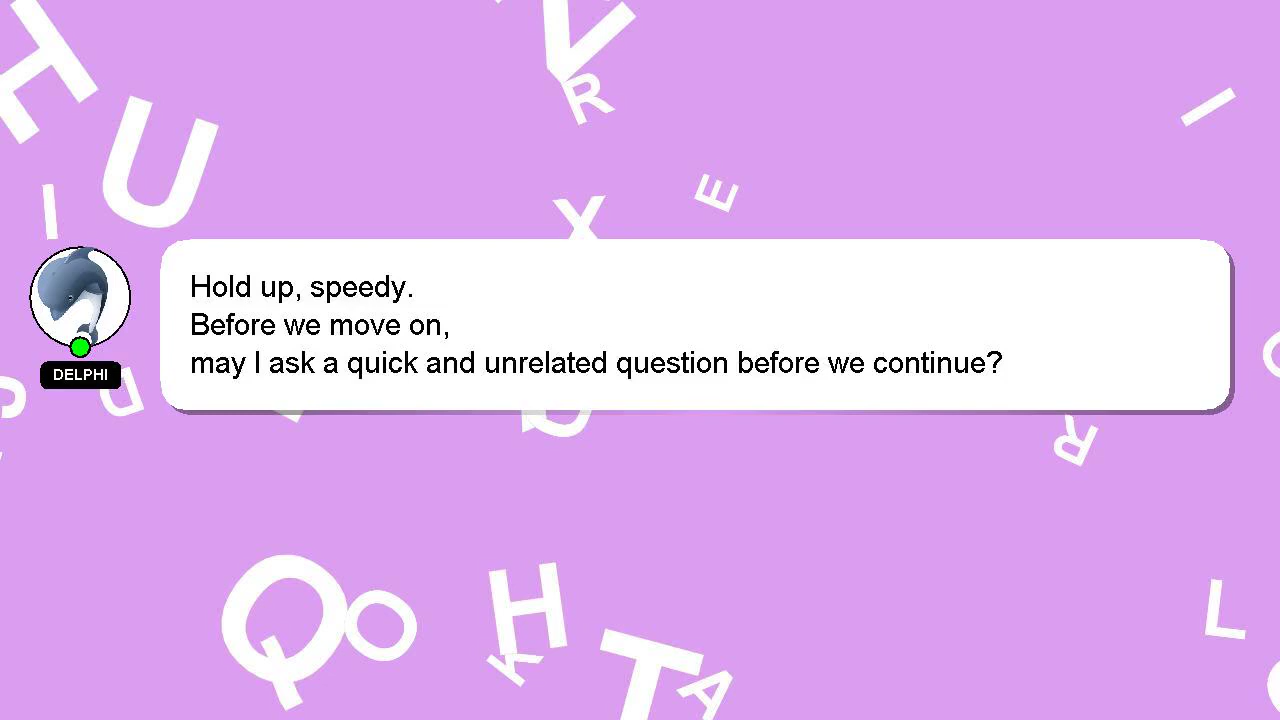 Hold up, speedy.
Before we move on,
may I ask a quick and unrelated question before we continue?
DELPHI
H
U
I
V
R
X
E
I
R
Q
O
H
K
T
A
L